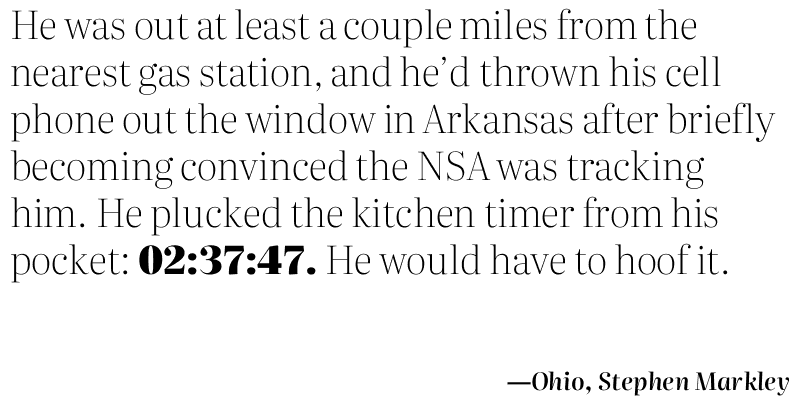 He was out at least a couple miles from the
nearest gas station, and he’d thrown his cell
phone out the window in Arkansas after briefly
becoming convinced the NSA was tracking
him. He plucked the kitchen timer from his
pocket: 02:37:47. He would have to hoof it.
—Ohio, Stephen Markley